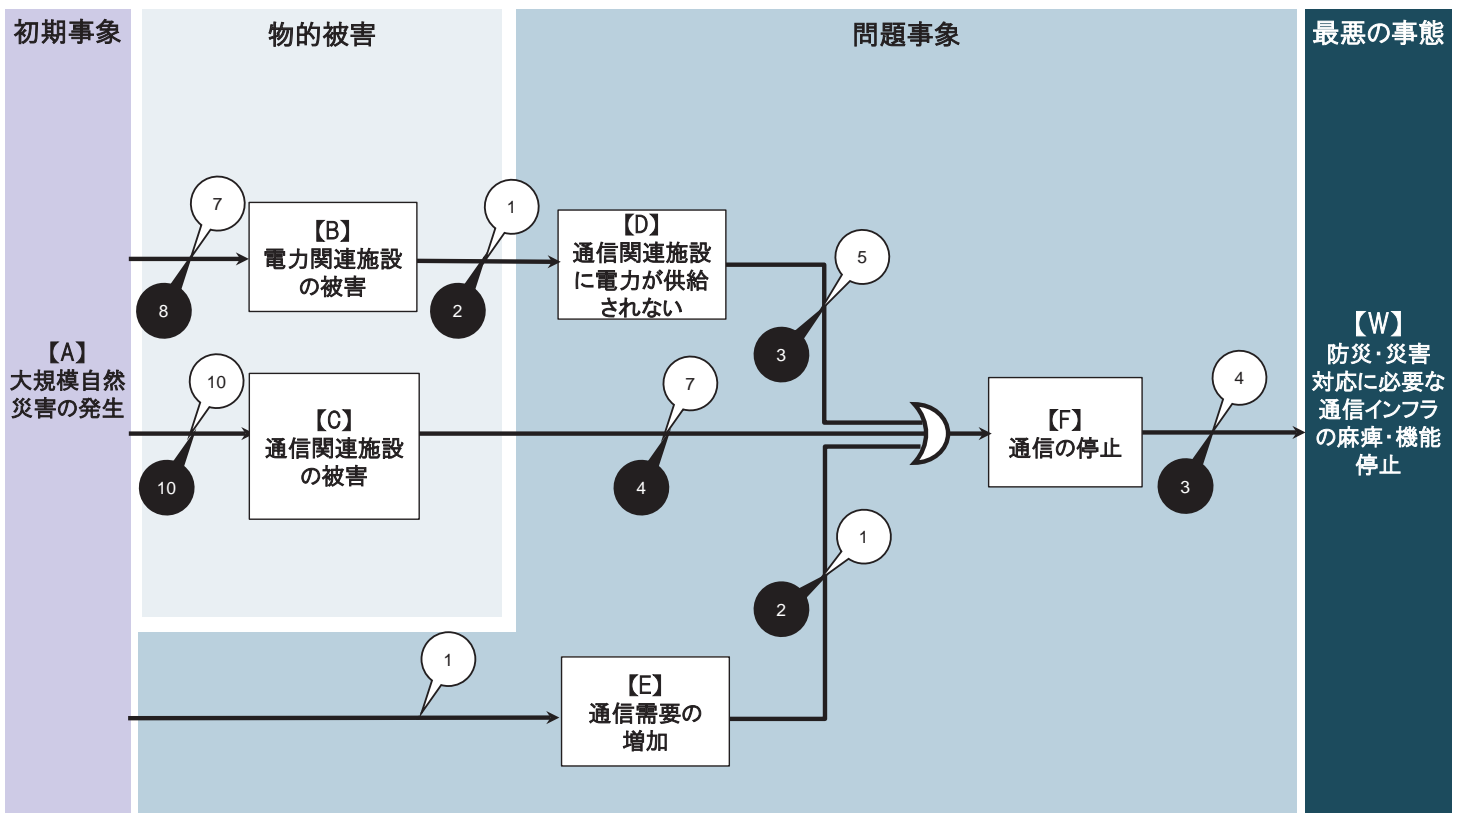 初期事象
物的被害
問題事象
最悪の事態
【A】
大規模自然
災害の発生
7
8
【B】
電力関連施設
の被害
1
2
【D】
通信関連施設
に電力が供給
されない
5
3
10
10
【C】
通信関連施設
の被害
7
4
【F】
通信の停止
4
3
【W】
防災・災害
対応に必要な
通信インフラ
の麻痺・機能
停止
1
2
1
【E】
通信需要の
増加